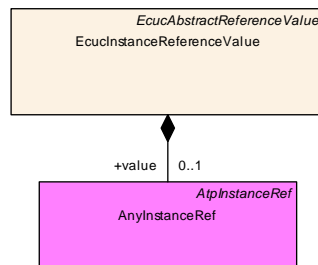 EcucAbstractReferenceValue
EcucInstanceReferenceValue
+value 0..1
AtpInstanceRef
AnyInstanceRef